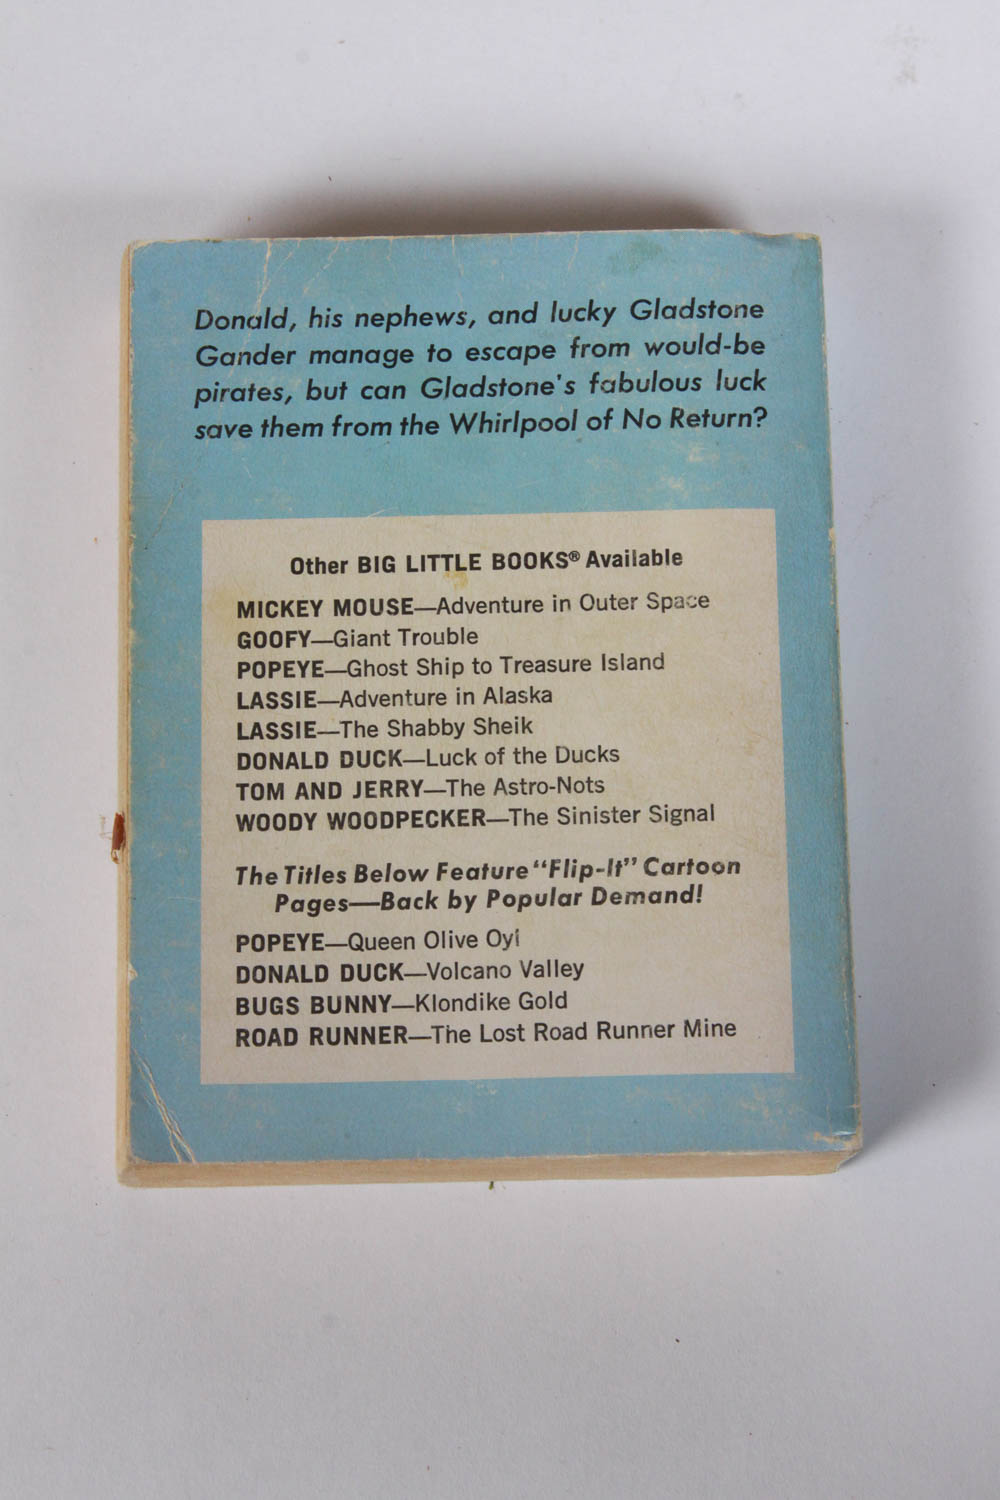 Donald, his nephews, and lucky Gladstone
Gander manage to escape from would-be
pirates, but can Gladstone's fabulous luck
save them from the Whirlpool of No Return?
Other BIG LITTLE BOOKS® Available
MICKEY MOUSE—Adventure in Outer Space
GOOFY—Giant Trouble
POPEYE—Ghost Ship to Treasure Island
LASSIE—Adventure in Alaska
LASSIE—The Shabby Sheik
DONALD DUCK—Luck of the Ducks
TOM AND JERRY—The Astro-Nots
WOODY WOODPECKER—The Sinister Signal
The Titles Below Feature "Flip-It" Cartoon
Pages—Back by Popular Demand!
POPEYE—Queen Olive Oyl
DONALD DUCK—Volcano Valley
BUGS BUNNY—Klondike Gold
ROAD RUNNER—The Lost Road Runner Mine